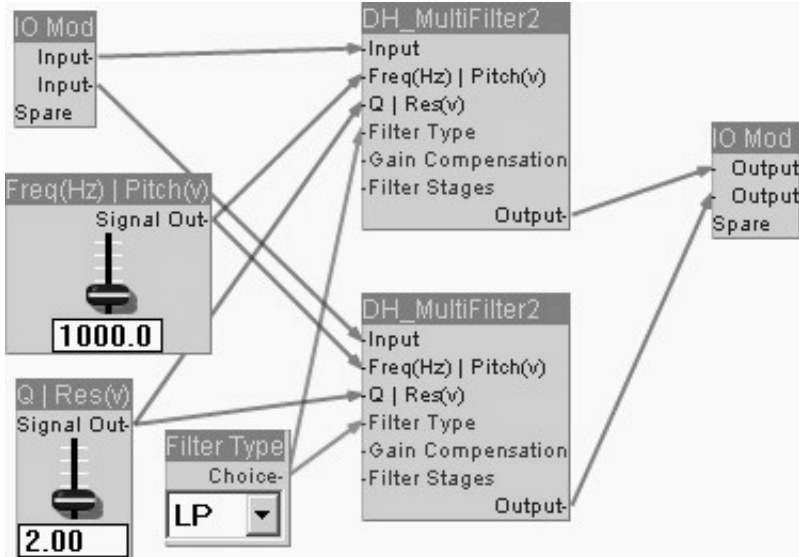 IO Mod
Input-
Input-
Spare
Freq(Hz) | Pitch(v)
Signal Out-
1000.0
Q | Res(v)
Signal Out-
2.00
Filter Type
Choice-
LP
DH_MultiFilter2
-Input
-Freq(Hz) | Pitch(v)
-Q | Res(v)
-Filter Type
-Gain Compensation
-Filter Stages
Output-
DH_MultiFilter2
-Input
-Freq(Hz) | Pitch(v)
-Q | Res(v)
-Filter Type
-Gain Compensation
-Filter Stages
Output-
IO Mod
- Output
- Output
Spare